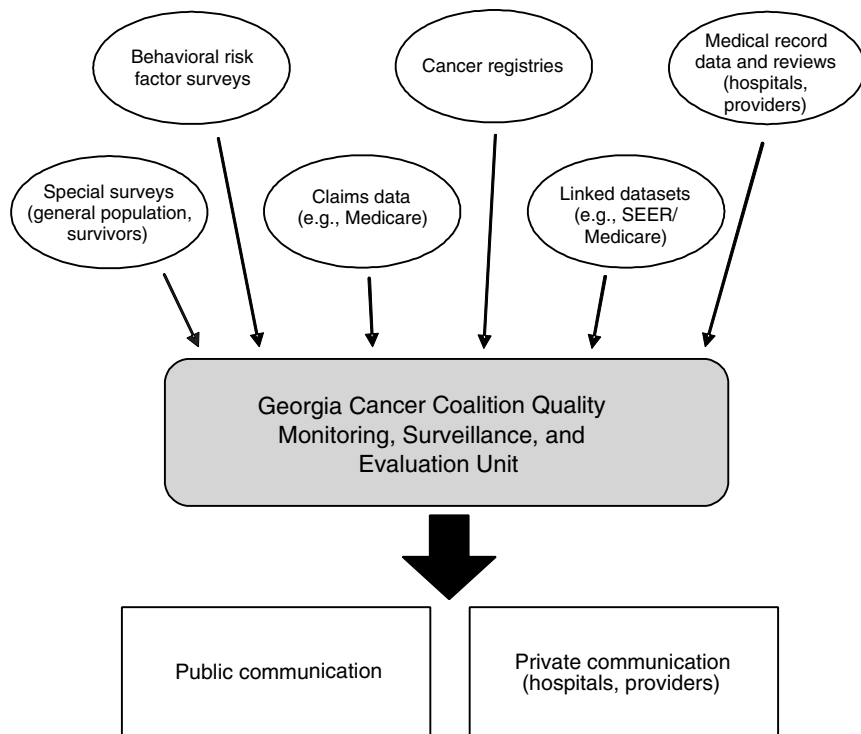 Behavioral risk
factor surveys
Cancer registries
Medical record
data and reviews
(hospitals,
providers)
Special surveys
(general population,
survivors)
Claims data
(e.g., Medicare)
Linked datasets
(e.g., SEER/
Medicare)
Georgia Cancer Coalition Quality
Monitoring, Surveillance, and
Evaluation Unit
Public communication
Private communication
(hospitals, providers)